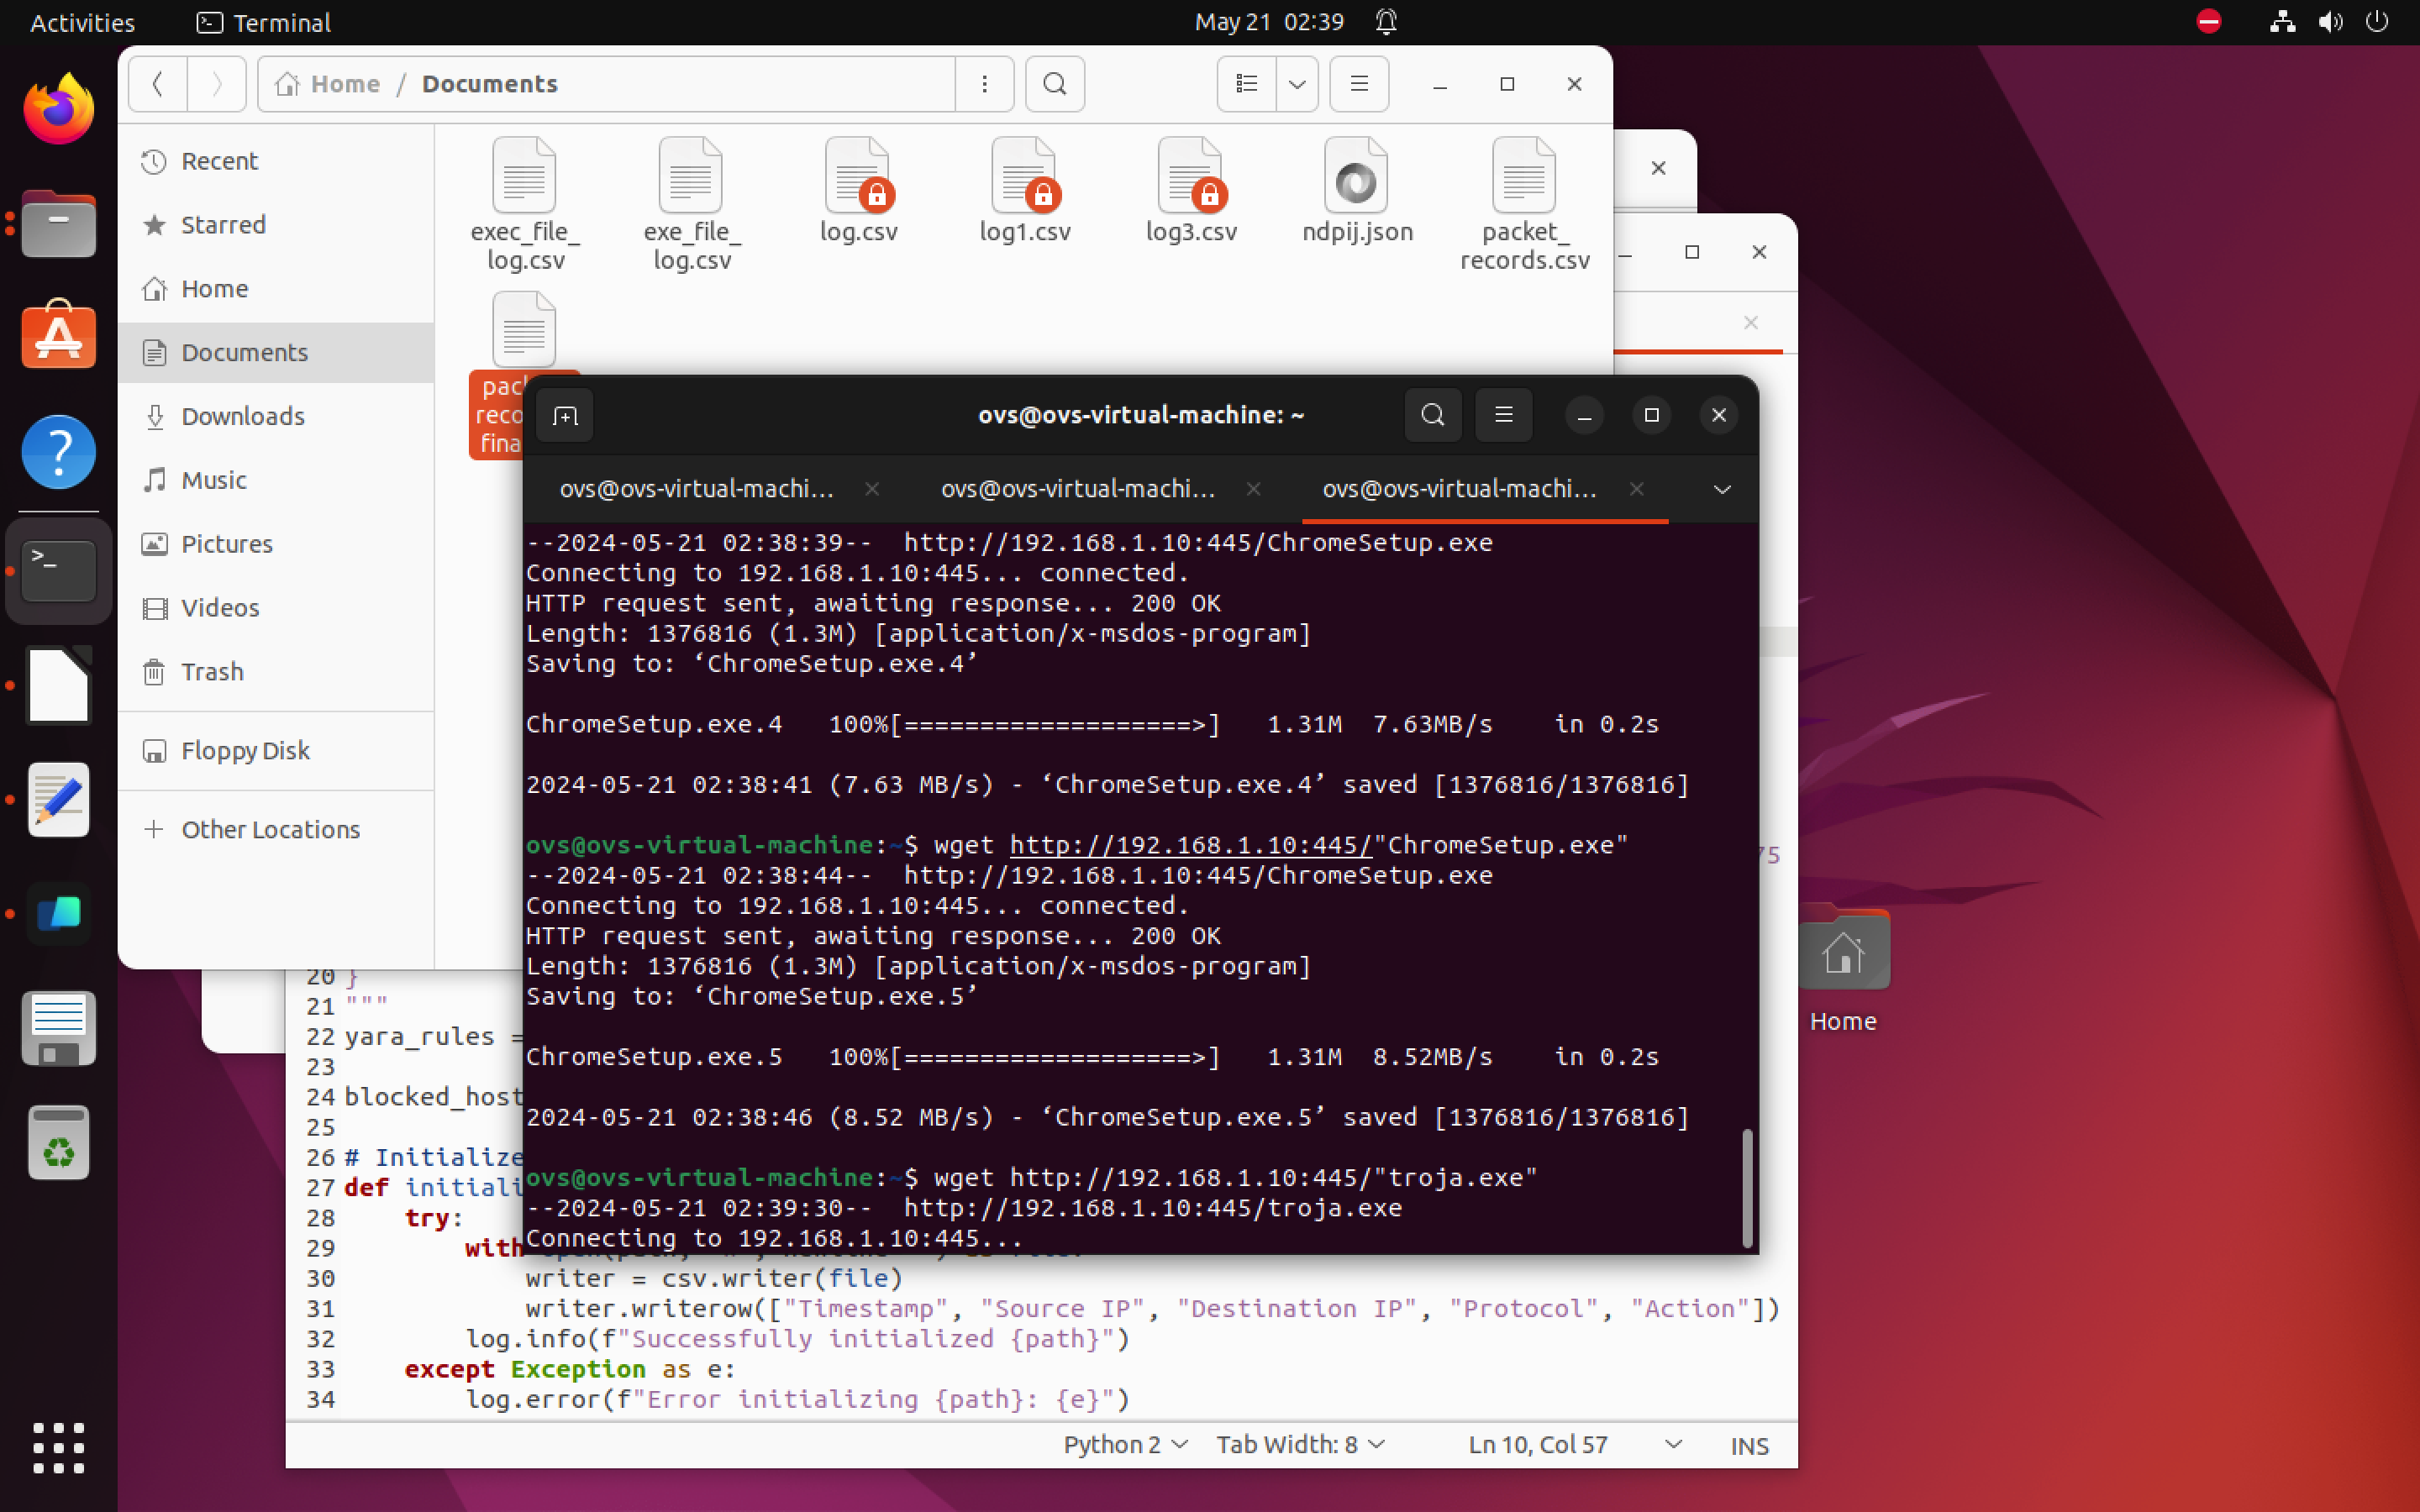 Activities
Terminal
May 21 02:39
Home / Documents
Recent
Starred
Home
Documents
Downloads
Music
Pictures
Videos
Trash
Floppy Disk
Other Locations
exec_file_
log.csv
exe_file_
log.csv
log.csv
log1.csv
log3.csv
ndpij.json
packet_
records.csv
ovs@ovs-virtual-machine: ~
ovs@ovs-virtual-machi...
ovs@ovs-virtual-machi...
ovs@ovs-virtual-machi...
--2024-05-21 02:38:39--  http://192.168.1.10:445/ChromeSetup.exe
Connecting to 192.168.1.10:445... connected.
HTTP request sent, awaiting response... 200 OK
Length: 1376816 (1.3M) [application/x-msdos-program]
Saving to: ‘ChromeSetup.exe.4’
ChromeSetup.exe.4   100%[===================>]   1.31M  7.63MB/s    in 0.2s
2024-05-21 02:38:41 (7.63 MB/s) - ‘ChromeSetup.exe.4’ saved [1376816/1376816]
ovs@ovs-virtual-machine:~$ wget http://192.168.1.10:445/"ChromeSetup.exe"
--2024-05-21 02:38:44--  http://192.168.1.10:445/ChromeSetup.exe
Connecting to 192.168.1.10:445... connected.
HTTP request sent, awaiting response... 200 OK
Length: 1376816 (1.3M) [application/x-msdos-program]
Saving to: ‘ChromeSetup.exe.5’
ChromeSetup.exe.5   100%[===================>]   1.31M  8.52MB/s    in 0.2s
2024-05-21 02:38:46 (8.52 MB/s) - ‘ChromeSetup.exe.5’ saved [1376816/1376816]
ovs@ovs-virtual-machine:~$ wget http://192.168.1.10:445/"troja.exe"
--2024-05-21 02:39:30--  http://192.168.1.10:445/troja.exe
Connecting to 192.168.1.10:445...
20 }
21 """
22 yara_rules =
23
24 blocked_host
25
26 # Initialize
27 def initiali
28 try:
29 with
30 writer = csv.writer(file)
31 writer.writerow(["Timestamp", "Source IP", "Destination IP", "Protocol", "Action"])
32 log.info(f"Successfully initialized {path}")
33 except Exception as e:
34 log.error(f"Error initializing {path}: {e}")
Python 2
Tab Width: 8
Ln 10, Col 57
INS
Home